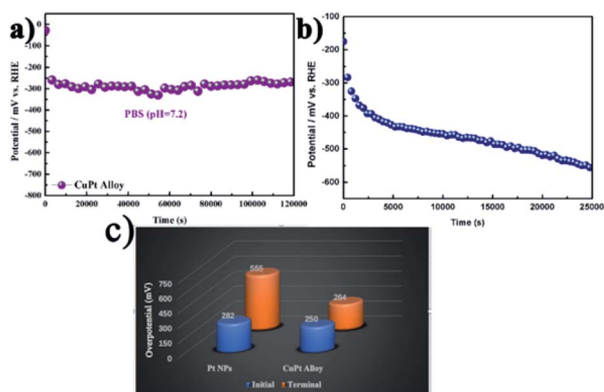 a)
Potential / mV vs. RHE
0
-100
-200
-300
-400
-500
-600
-700
-800
PBS (pH=7.2)
CuPt Alloy
0 20000 40000 60000 80000 100000 120000
Time (s)
b)
Potential / mV vs. RHE
-100
-200
-300
-400
-500
-600
0 5000 10000 15000 20000 25000
Time (s)
c)
Overpotential (mV)
750
600
450
300
150
0
282
555
250
264
Pt NPs CuPt Alloy
Initial Terminal